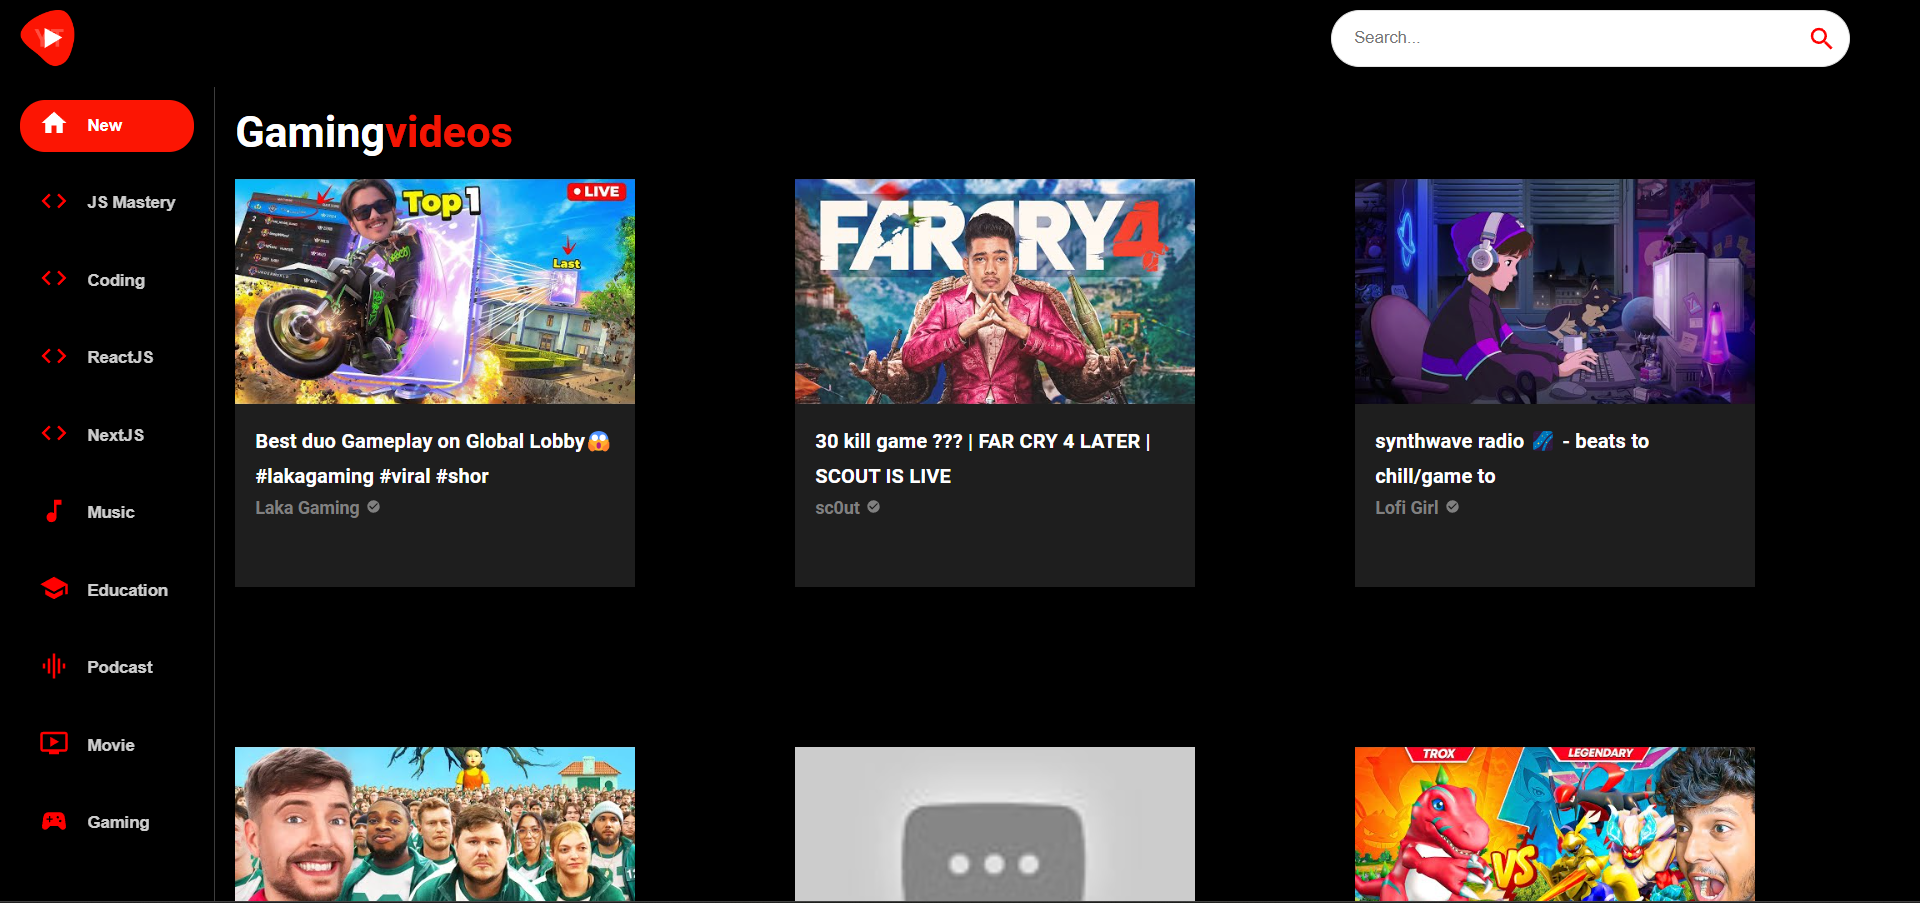 YT
Search...
New
JS Mastery
Coding
ReactJS
NextJS
Music
Education
Podcast
Movie
Gaming
Gamingvideos
Top 1
LIVE
Last
Best duo Gameplay on Global Lobby😱
#lakagaming #viral #shor
Laka Gaming
FARCRY4
30 kill game ??? | FAR CRY 4 LATER |
SCOUT IS LIVE
sc0ut
synthwave radio 🌌 - beats to
chill/game to
Lofi Girl
TROX
LEGENDARY
VS